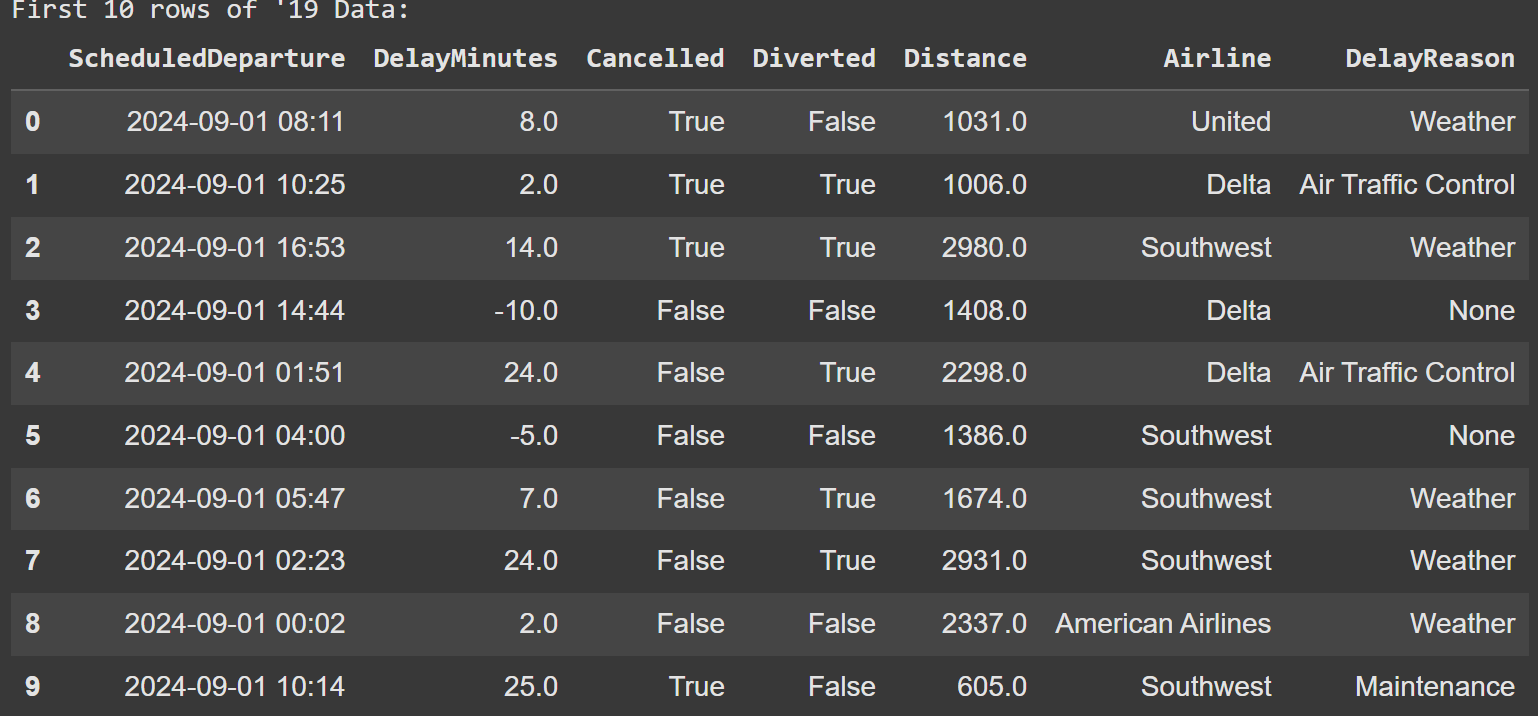 First 10 rows of '19 Data:
ScheduledDeparture DelayMinutes Cancelled Diverted Distance Airline DelayReason
0 2024-09-01 08:11 8.0 True False 1031.0 United Weather
1 2024-09-01 10:25 2.0 True True 1006.0 Delta Air Traffic Control
2 2024-09-01 16:53 14.0 True True 2980.0 Southwest Weather
3 2024-09-01 14:44 -10.0 False False 1408.0 Delta None
4 2024-09-01 01:51 24.0 False True 2298.0 Delta Air Traffic Control
5 2024-09-01 04:00 -5.0 False False 1386.0 Southwest None
6 2024-09-01 05:47 7.0 False True 1674.0 Southwest Weather
7 2024-09-01 02:23 24.0 False True 2931.0 Southwest Weather
8 2024-09-01 00:02 2.0 False False 2337.0 American Airlines Weather
9 2024-09-01 10:14 25.0 True False 605.0 Southwest Maintenance